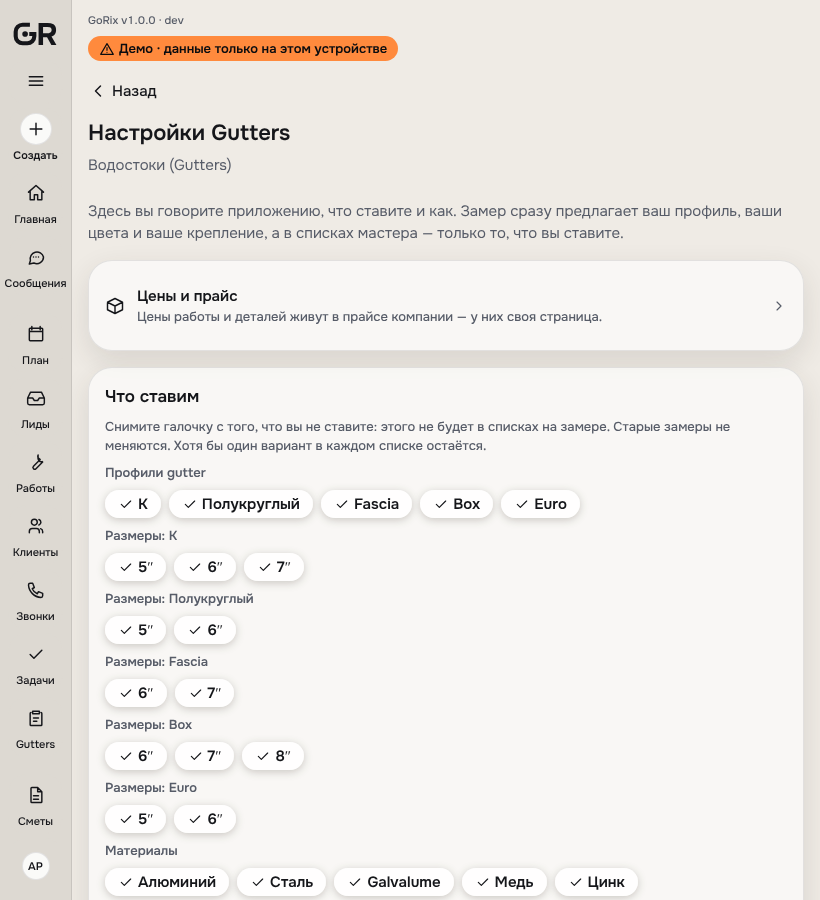 GR
GoRix v1.0.0 · dev
Демо · данные только на этом устройстве
Назад
Настройки Gutters
Водостоки (Gutters)
Здесь вы говорите приложению, что ставите и как. Замер сразу предлагает ваш профиль, ваши
цвета и ваше крепление, а в списках мастера — только то, что вы ставите.
Цены и прайс
Цены работы и деталей живут в прайсе компании — у них своя страница.
Что ставим
Снимите галочку с того, что вы не ставите: этого не будет в списках на замере. Старые замеры не
меняются. Хотя бы один вариант в каждом списке остаётся.
Профили gutter
K Полукруглый Fascia Box Euro
Размеры: K
5″ 6″ 7″
Размеры: Полукруглый
5″ 6″
Размеры: Fascia
6″ 7″
Размеры: Box
6″ 7″ 8″
Размеры: Euro
5″ 6″
Материалы
Алюминий Сталь Galvalume Медь Цинк
Создать
Главная
Сообщения
План
Лиды
Работы
Клиенты
Звонки
Задачи
Gutters
Сметы
AP